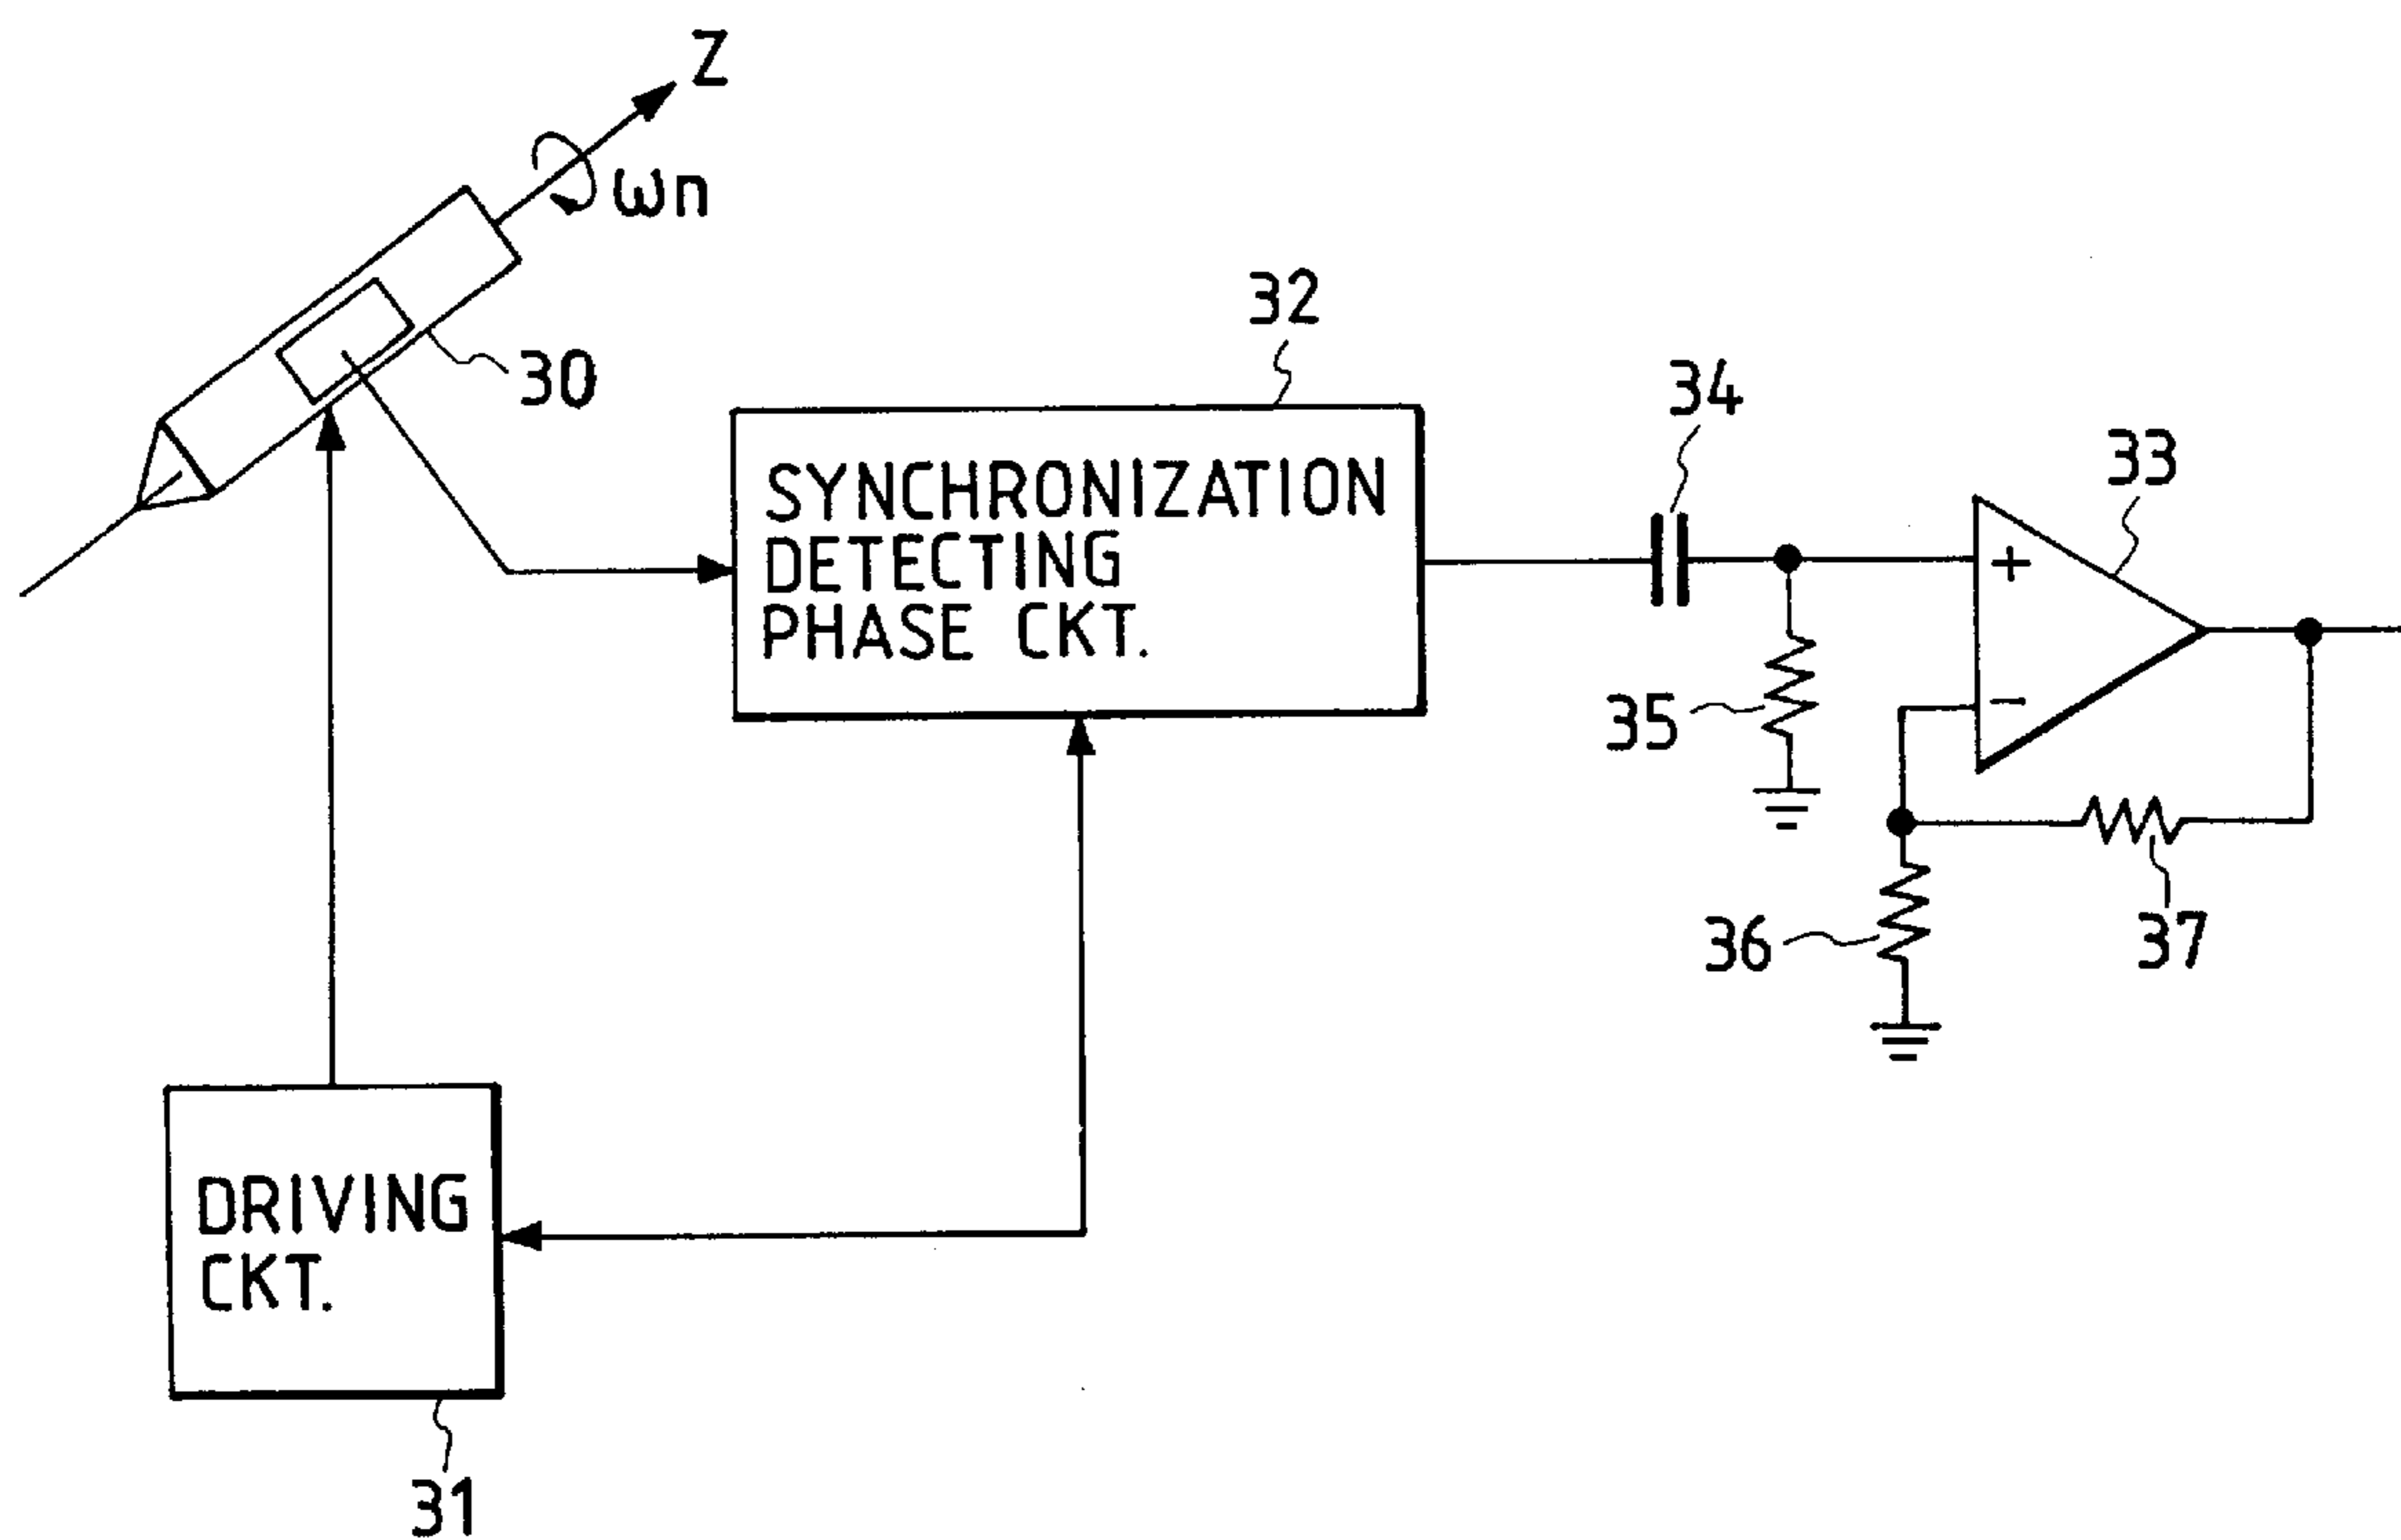 Z
ωn
30
32
SYNCHRONIZATION
DETECTING
PHASE CKT.
34
33
+
−
35
36
37
DRIVING
CKT.
31